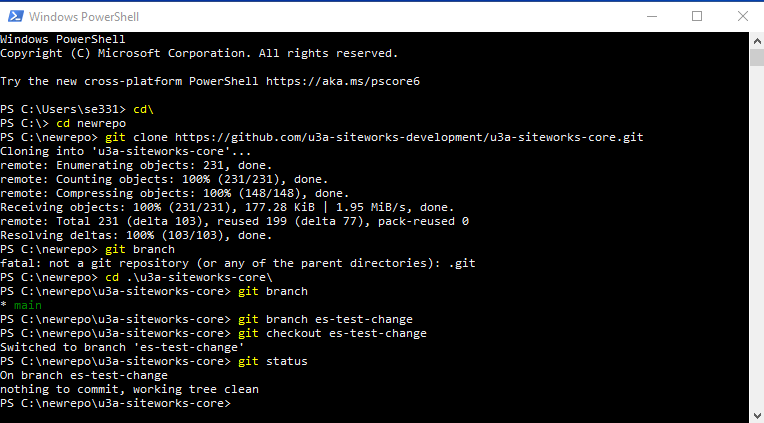 Windows PowerShell
Windows PowerShell
Copyright (C) Microsoft Corporation. All rights reserved.
Try the new cross-platform PowerShell https://aka.ms/pscore6
PS C:\Users\se331> cd\
PS C:\> cd newrepo
PS C:\newrepo> git clone https://github.com/u3a-siteworks-development/u3a-siteworks-core.git
Cloning into 'u3a-siteworks-core'...
remote: Enumerating objects: 231, done.
remote: Counting objects: 100% (231/231), done.
remote: Compressing objects: 100% (148/148), done.
Receiving objects: 100% (231/231), 177.28 KiB | 1.95 MiB/s, done.
remote: Total 231 (delta 103), reused 199 (delta 77), pack-reused 0
Resolving deltas: 100% (103/103), done.
PS C:\newrepo> git branch
fatal: not a git repository (or any of the parent directories): .git
PS C:\newrepo> cd .\u3a-siteworks-core\
PS C:\newrepo\u3a-siteworks-core> git branch
* main
PS C:\newrepo\u3a-siteworks-core> git branch es-test-change
PS C:\newrepo\u3a-siteworks-core> git checkout es-test-change
Switched to branch 'es-test-change'
PS C:\newrepo\u3a-siteworks-core> git status
On branch es-test-change
nothing to commit, working tree clean
PS C:\newrepo\u3a-siteworks-core>